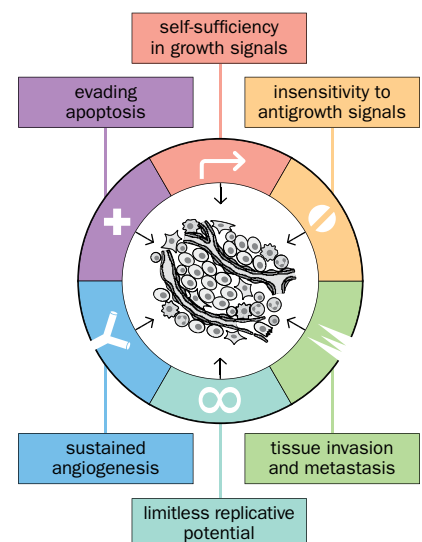 self-sufficiency
in growth signals
evading
apoptosis
insensitivity to
antigrowth signals
sustained
angiogenesis
tissue invasion
and metastasis
limitless replicative
potential